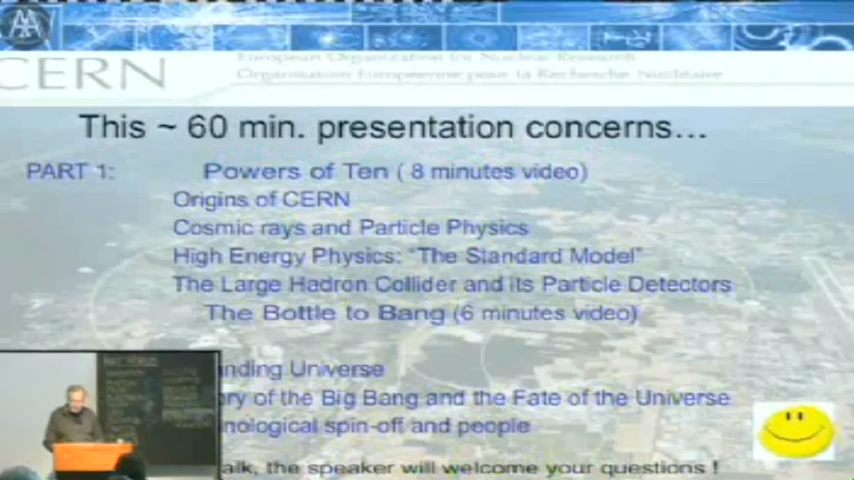 CERN
European Organization for Nuclear Research
Organisation Européenne pour la Recherche Nucléaire
This ~ 60 min. presentation concerns...
PART 1: Powers of Ten ( 8 minutes video)
Origins of CERN
Cosmic rays and Particle Physics
High Energy Physics: "The Standard Model"
The Large Hadron Collider and its Particle Detectors
The Bottle to Bang (6 minutes video)
nding Universe
ory of the Big Bang and the Fate of the Universe
nological spin-off and people
alk, the speaker will welcome your questions !